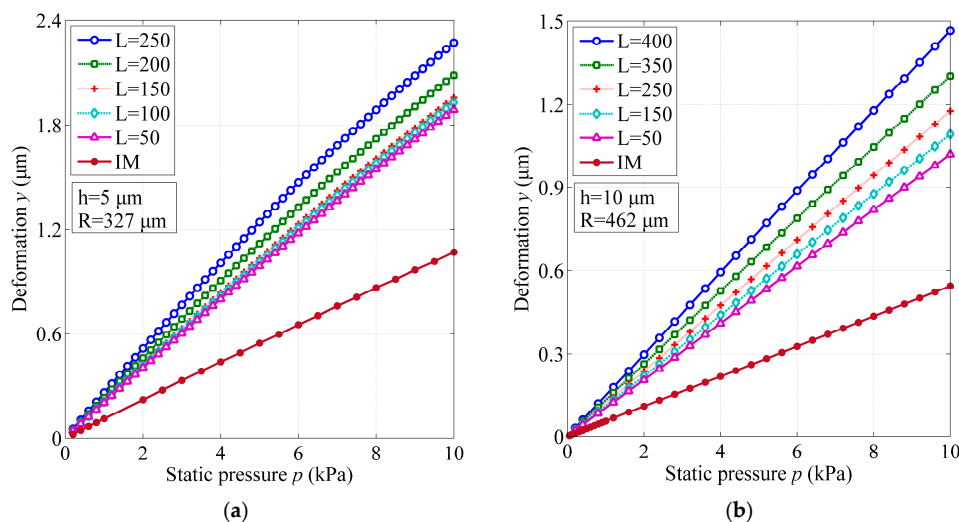 2.4
1.8
1.2
0.6
0
Deformation y (μm)
L=250
L=200
L=150
L=100
L=50
IM
h=5 μm
R=327 μm
0 2 4 6 8 10
Static pressure p (kPa)
(a)
1.5
1.2
0.9
0.6
0.3
0
Deformation y (μm)
L=400
L=350
L=250
L=150
L=50
IM
h=10 μm
R=462 μm
0 2 4 6 8 10
Static pressure p (kPa)
(b)